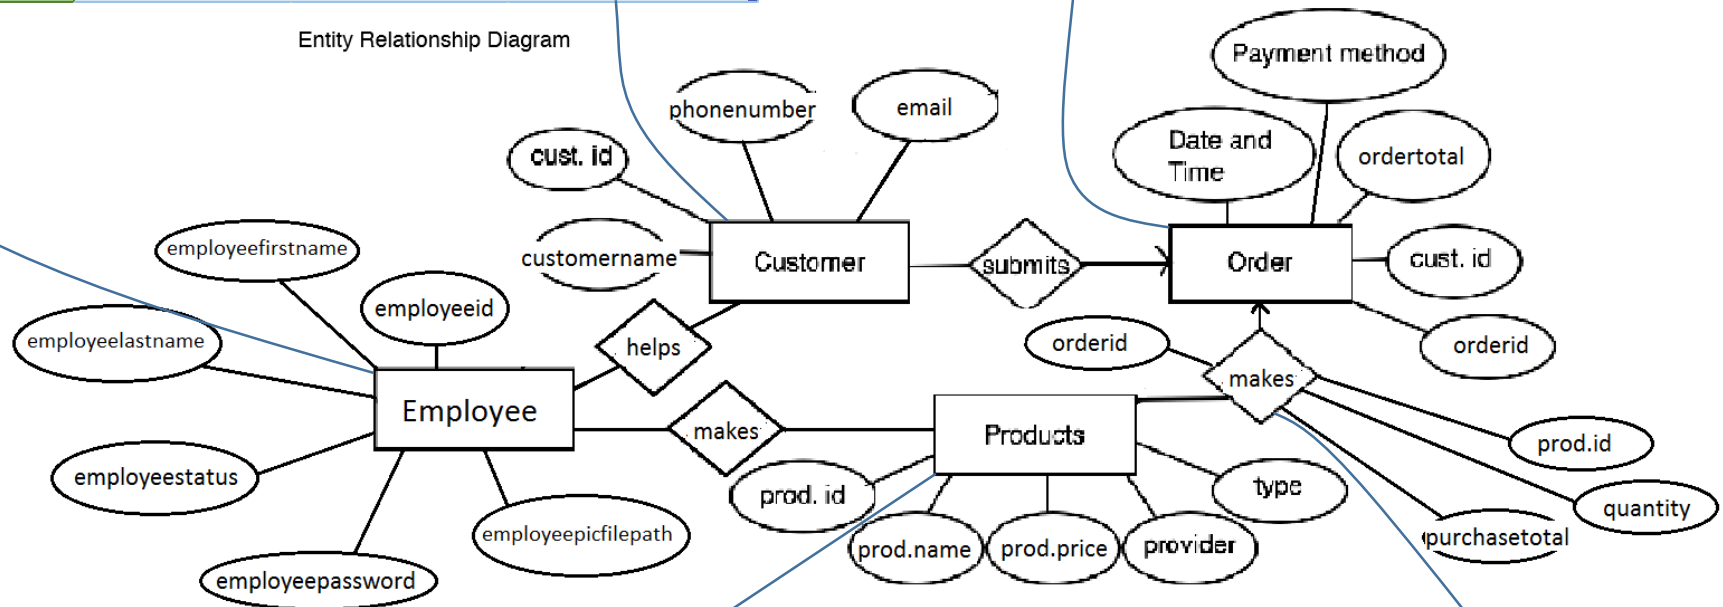 Entity Relationship Diagram
Payment method
phonenumber
email
Date and
Time
ordertotal
cust. id
customername
Customer
submits
Order
cust. id
employeefirstname
employeeid
employeelastname
helps
orderid
orderid
Employee
makes
makes
Products
prod.id
employeestatus
prod. id
type
quantity
employeepicfilepath
prod.name
prod.price
provider
purchasetotal
employeepassword